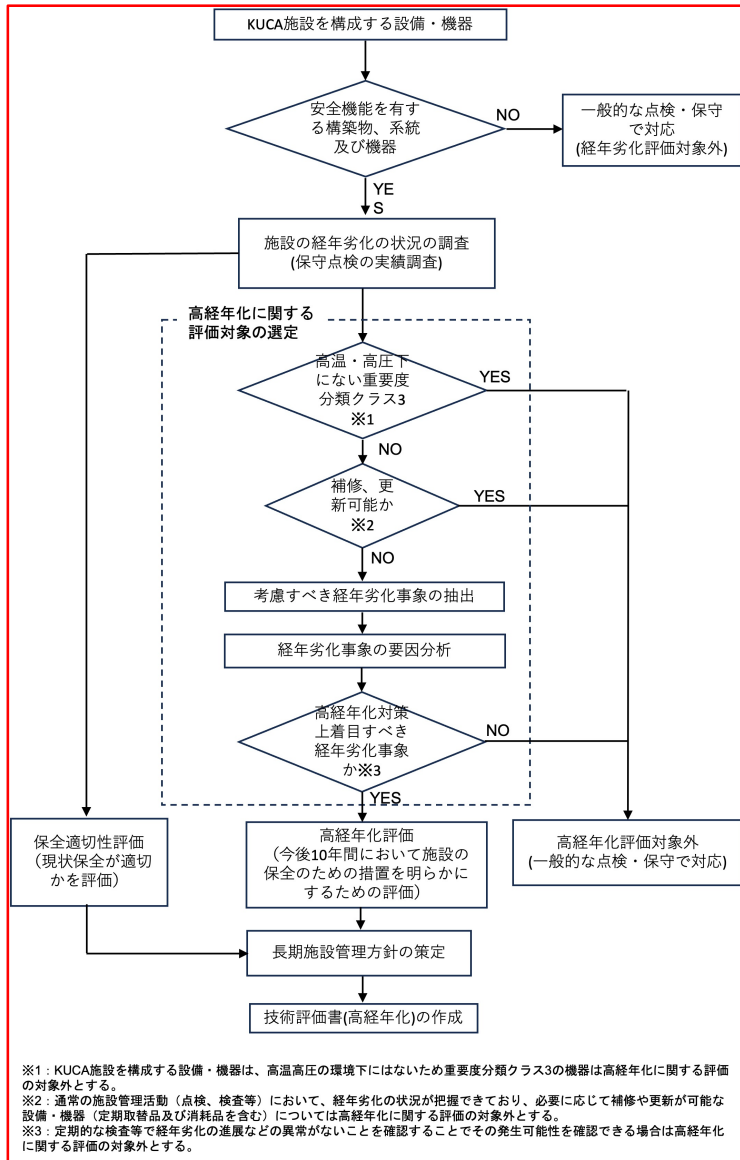 KUCA施設を構成する設備・機器
安全機能を有
する構築物、系統
及び機器
NO
一般的な点検・保守
で対応
(経年劣化評価対象外)
YE
S
施設の経年劣化の状況の調査
(保守点検の実績調査)
高経年化に関する
評価対象の選定
高温・高圧下
にない重要度
分類クラス3
※1
YES
NO
補修、更
新可能か
※2
YES
NO
考慮すべき経年劣化事象の抽出
経年劣化事象の要因分析
高経年化対策
上着目すべき
経年劣化事象
か※3
NO
YES
保全適切性評価
（現状保全が適切
かを評価）
高経年化評価
（今後10年間において施設の
保全のための措置を明らかに
するための評価）
高経年化評価対象外
(一般的な点検・保守で対応)
長期施設管理方針の策定
技術評価書(高経年化)の作成
※1：KUCA施設を構成する設備・機器は、高温高圧の環境下にはないため重要度分類クラス3の機器は高経年化に関する評価
の対象外とする。
※2：通常の施設管理活動（点検、検査等）において、経年劣化の状況が把握できており、必要に応じて補修や更新が可能な
設備・機器（定期取替品及び消耗品を含む）については高経年化に関する評価の対象外とする。
※3：定期的な検査等で経年劣化の進展などの異常がないことを確認することでその発生可能性を確認できる場合は高経年化
に関する評価の対象外とする。